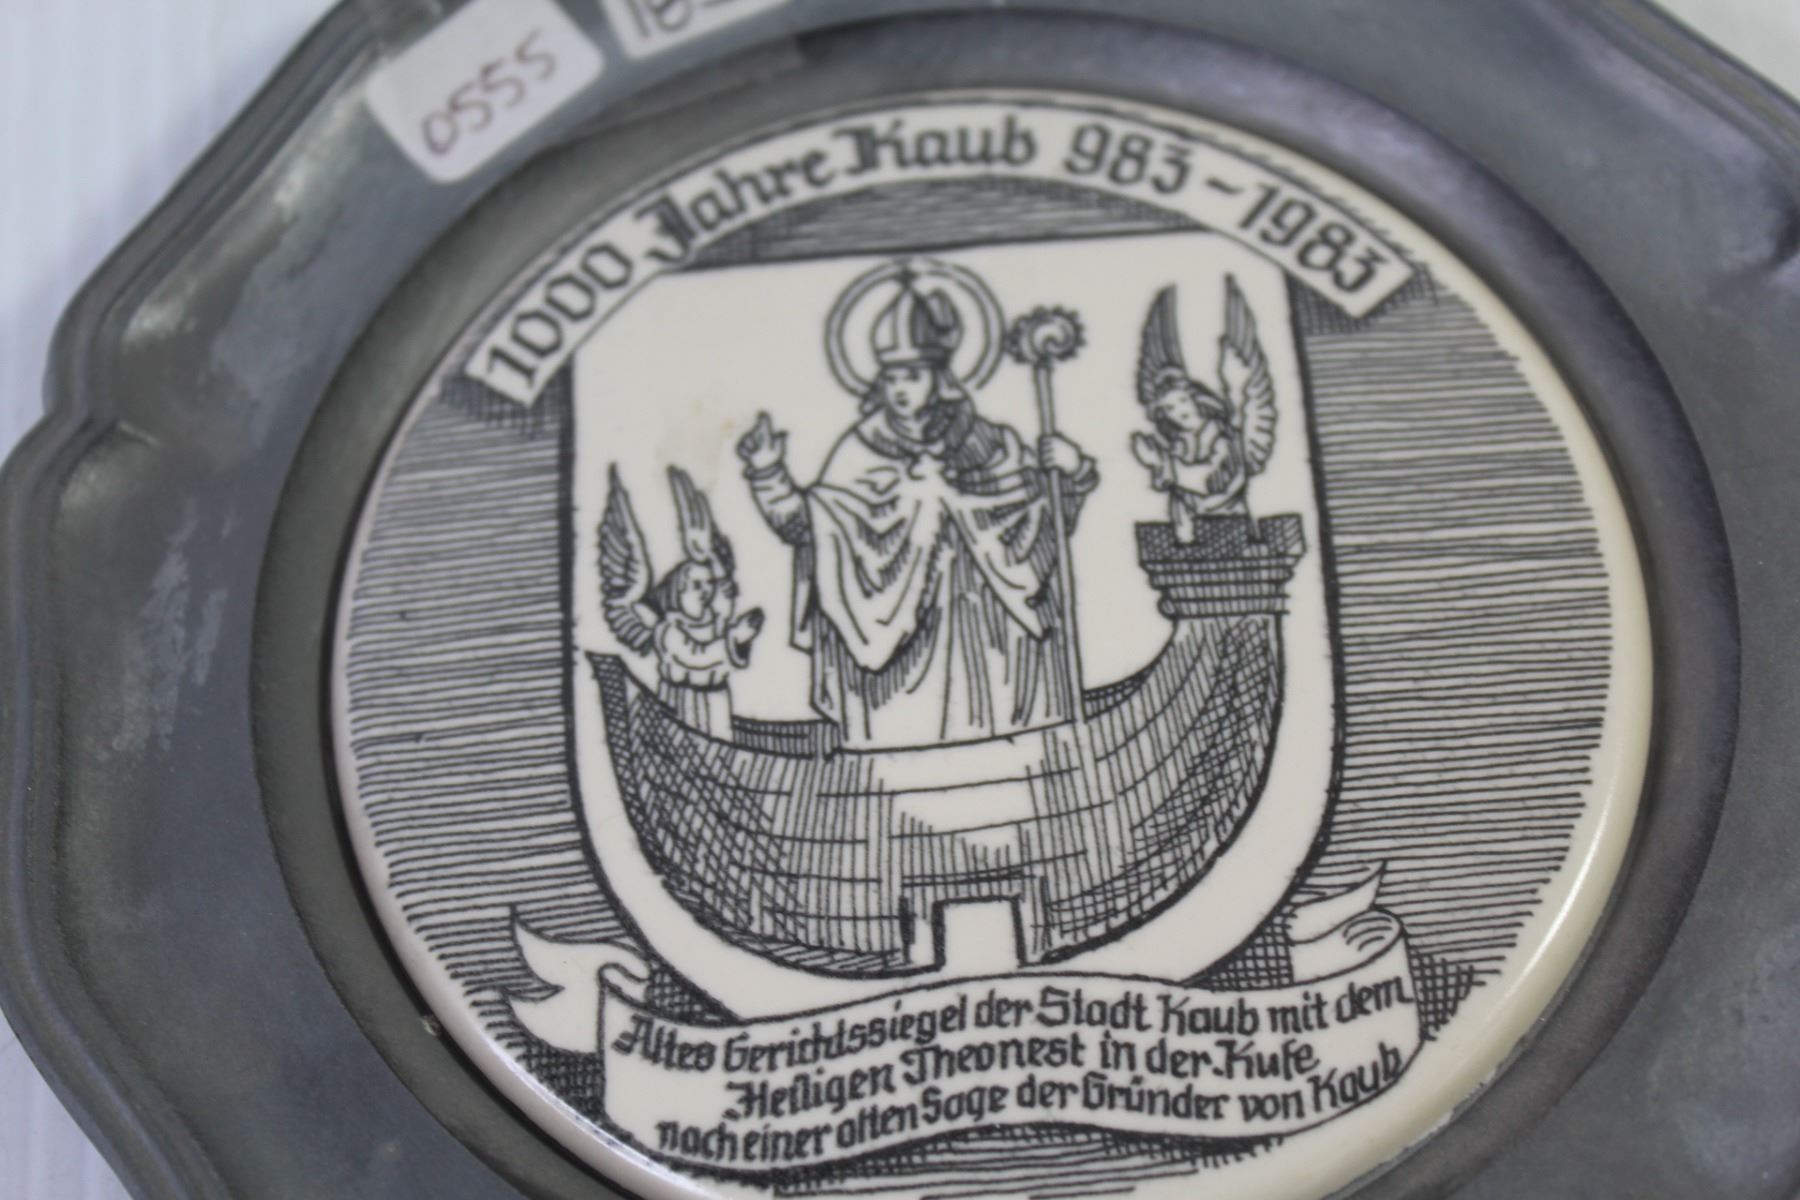 0555
1000 Jahre Kaub 983-1983
Altes Gerichtssiegel der Stadt Kaub mit dem
Heiligen Theonest in der Kufe
nach einer alten Sage der Gründer von Kaub